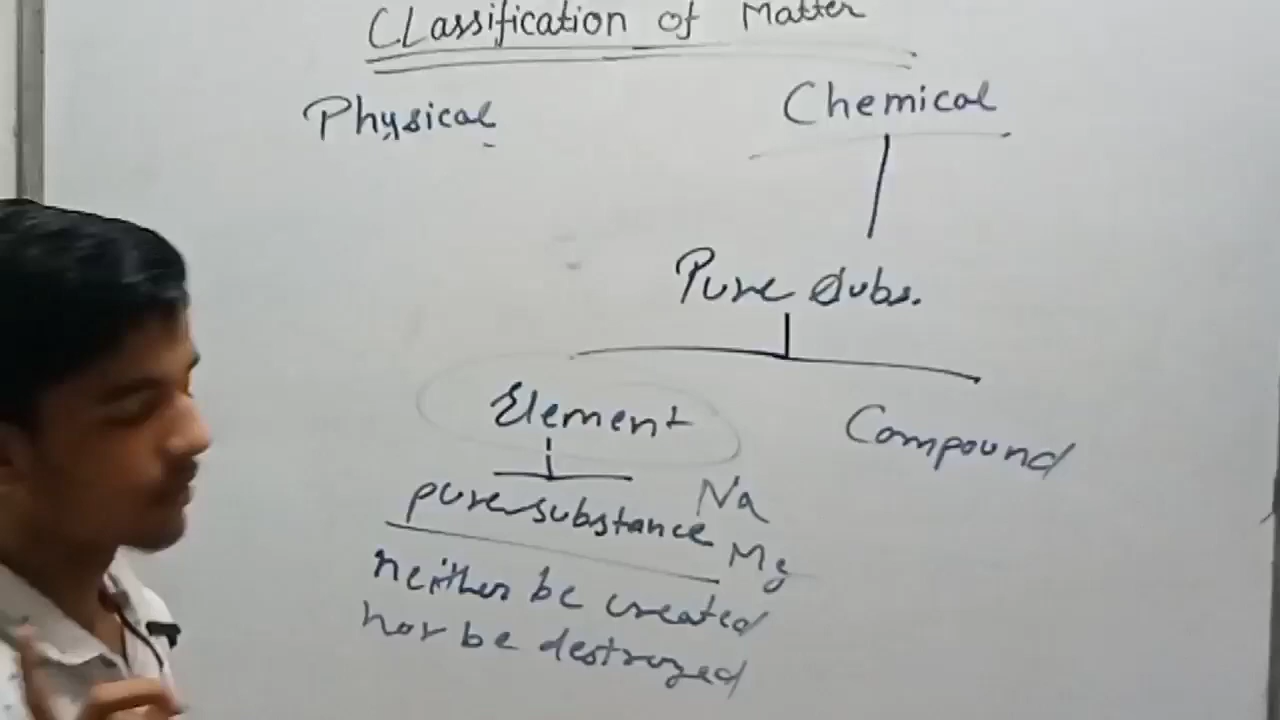 Classification of Matter
Physical
Chemical
Pure Subs.
Element
Compound
pure substance
Na
Mg
neither be created
nor be destroyed